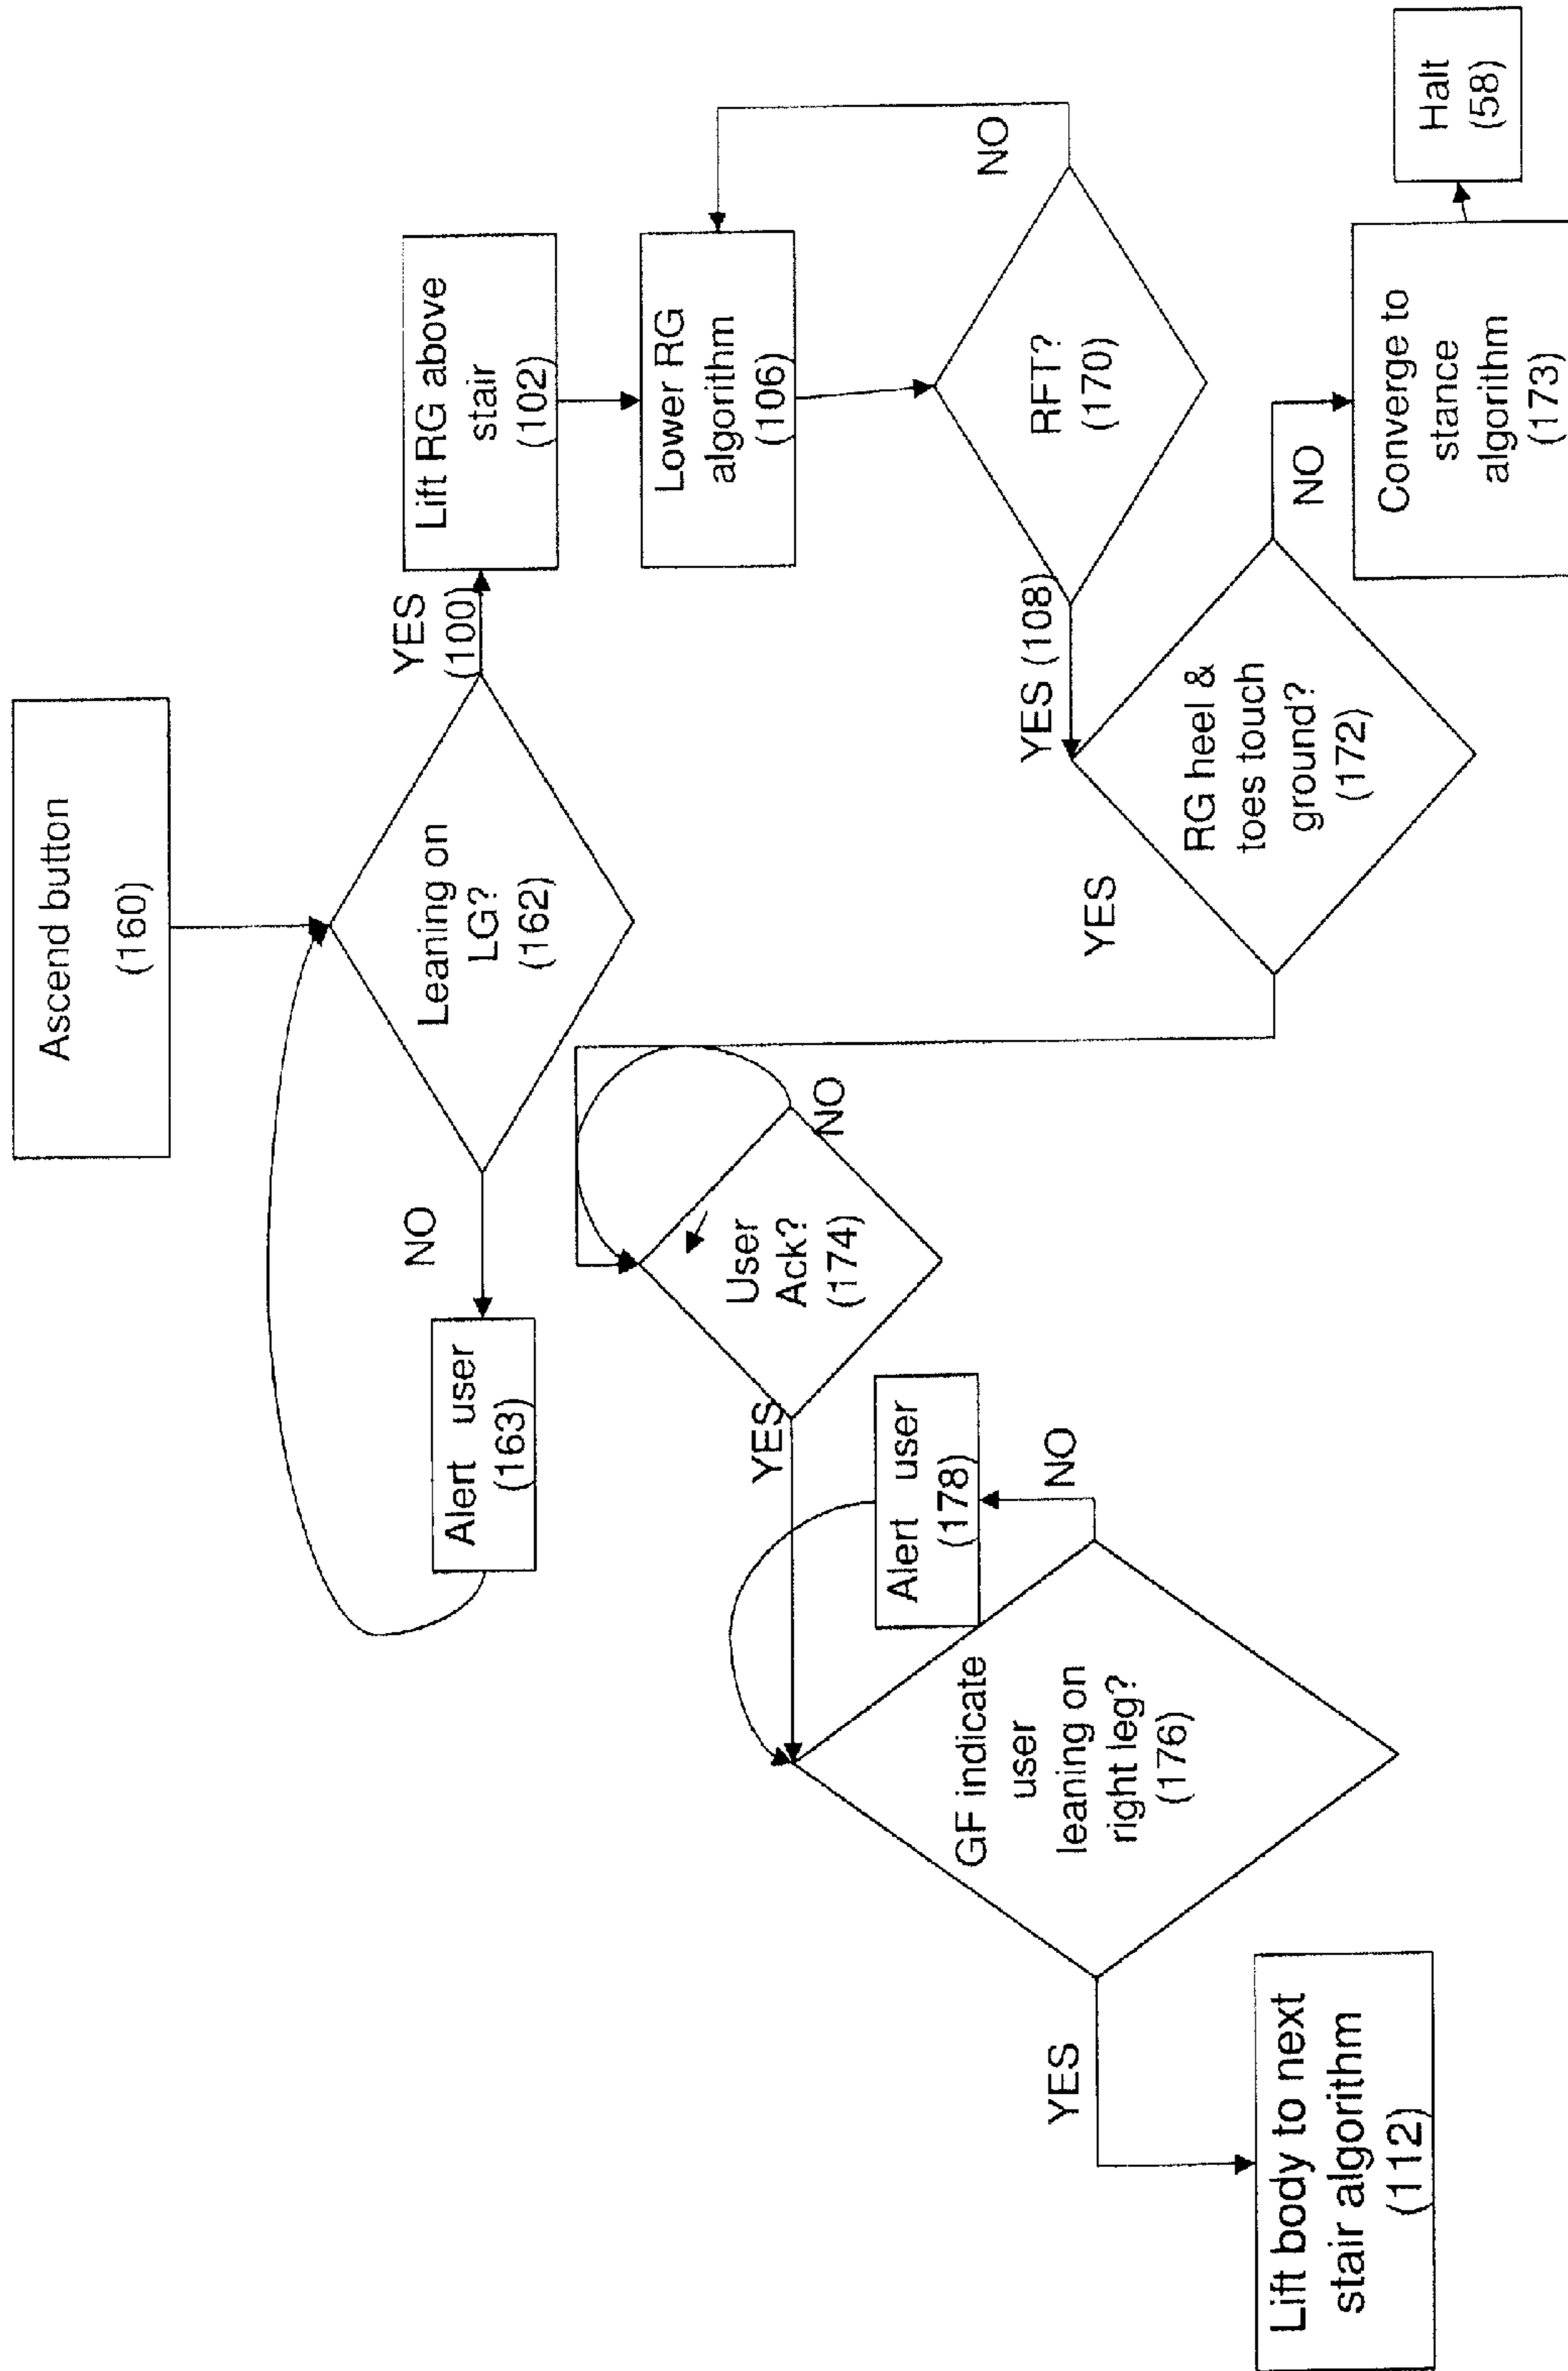 Ascend button
(160)
Leaning on
LG?
(162)
NO
YES
(100)
Alert user
(163)
Lift RG above
stair
(102)
Lower RG
algorithm
(106)
RFT?
(170)
NO
YES (108)
RG heel &
toes touch
ground?
(172)
YES
NO
Converge to
stance
algorithm
(173)
Halt
(58)
User
Ack?
(174)
NO
YES
GF indicate
user
leaning on
right leg?
(176)
Alert user
(178)
NO
YES
Lift body to next
stair algorithm
(112)